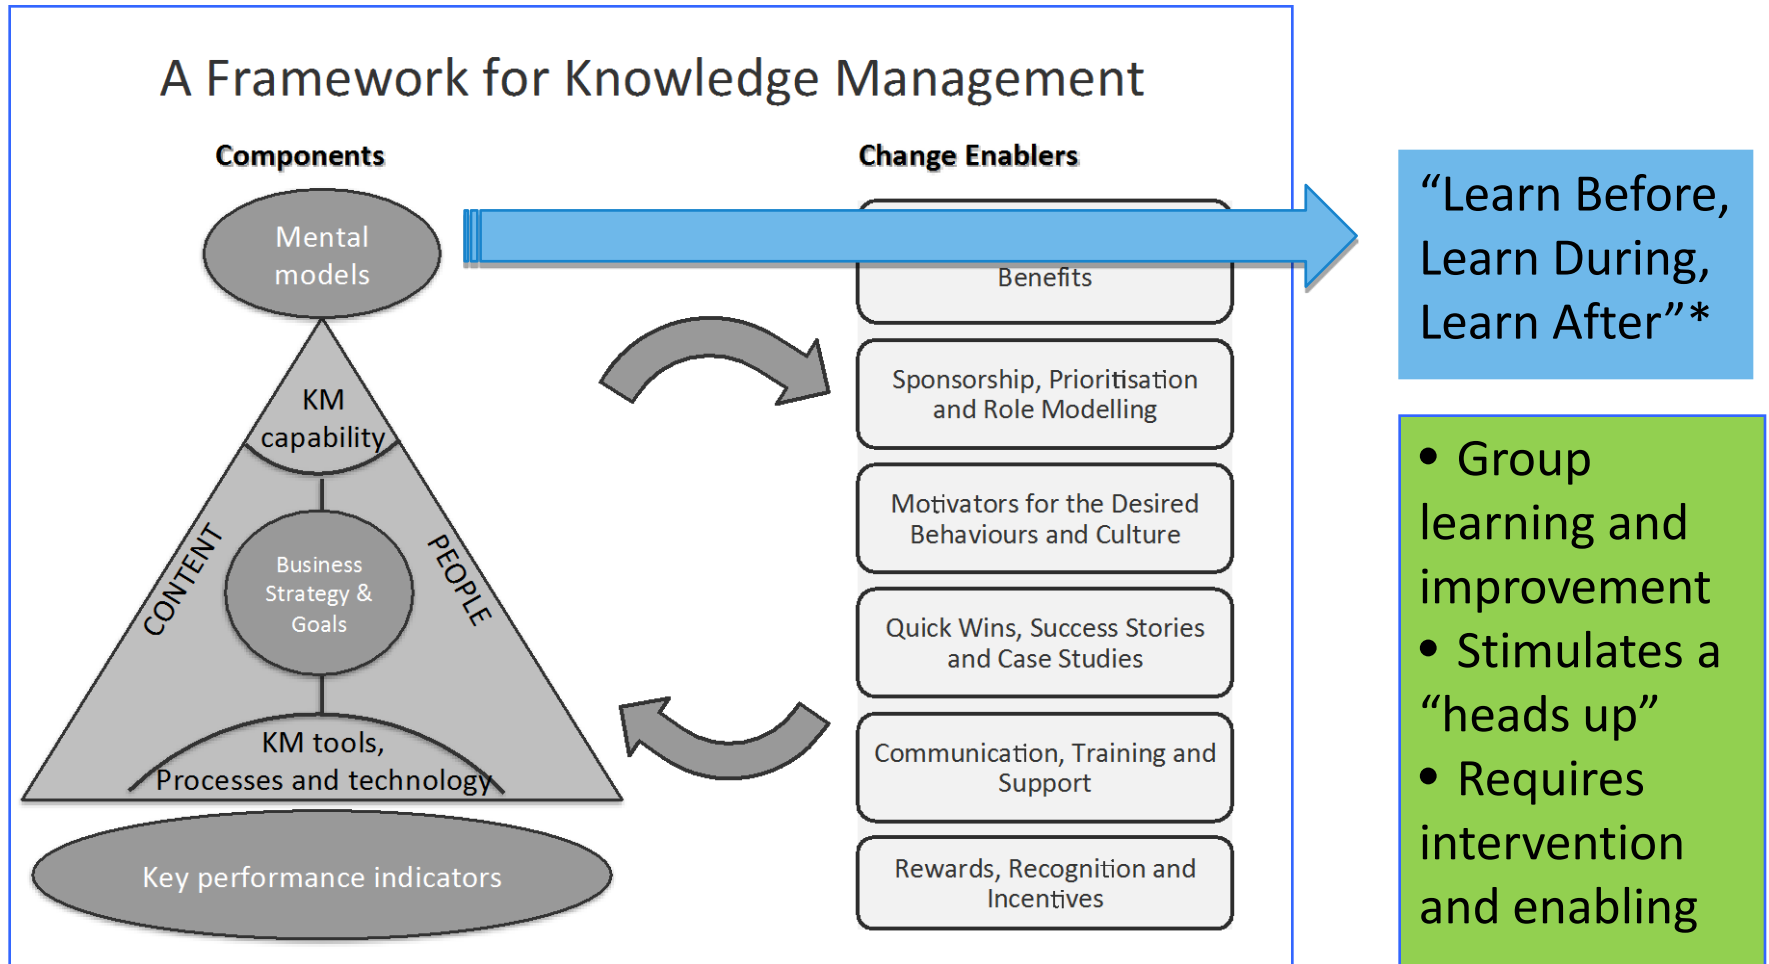 A Framework for Knowledge Management
Components
Mental
models
KM
capability
CONTENT
PEOPLE
Business
Strategy &
Goals
KM tools,
Processes and technology
Key performance indicators
Change Enablers
Benefits
Sponsorship, Prioritisation
and Role Modelling
Motivators for the Desired
Behaviours and Culture
Quick Wins, Success Stories
and Case Studies
Communication, Training and
Support
Rewards, Recognition and
Incentives
“Learn Before,
Learn During,
Learn After”*
• Group
learning and
improvement
• Stimulates a
“heads up”
• Requires
intervention
and enabling